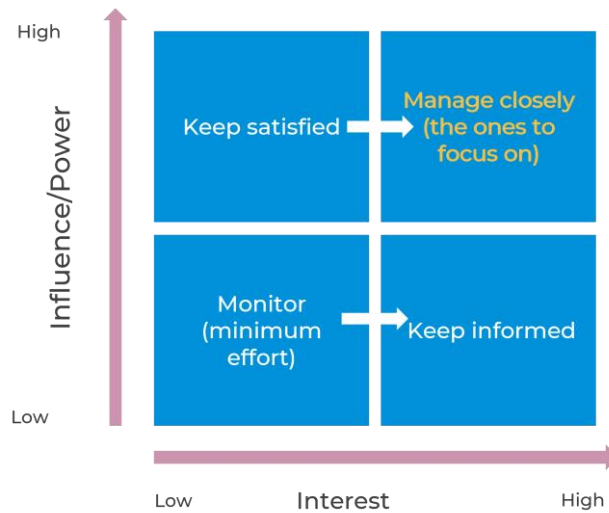 High
Influence/Power
Low
Keep satisfied
Manage closely
(the ones to
focus on)
Monitor
(minimum
effort)
Keep informed
Low
Interest
High